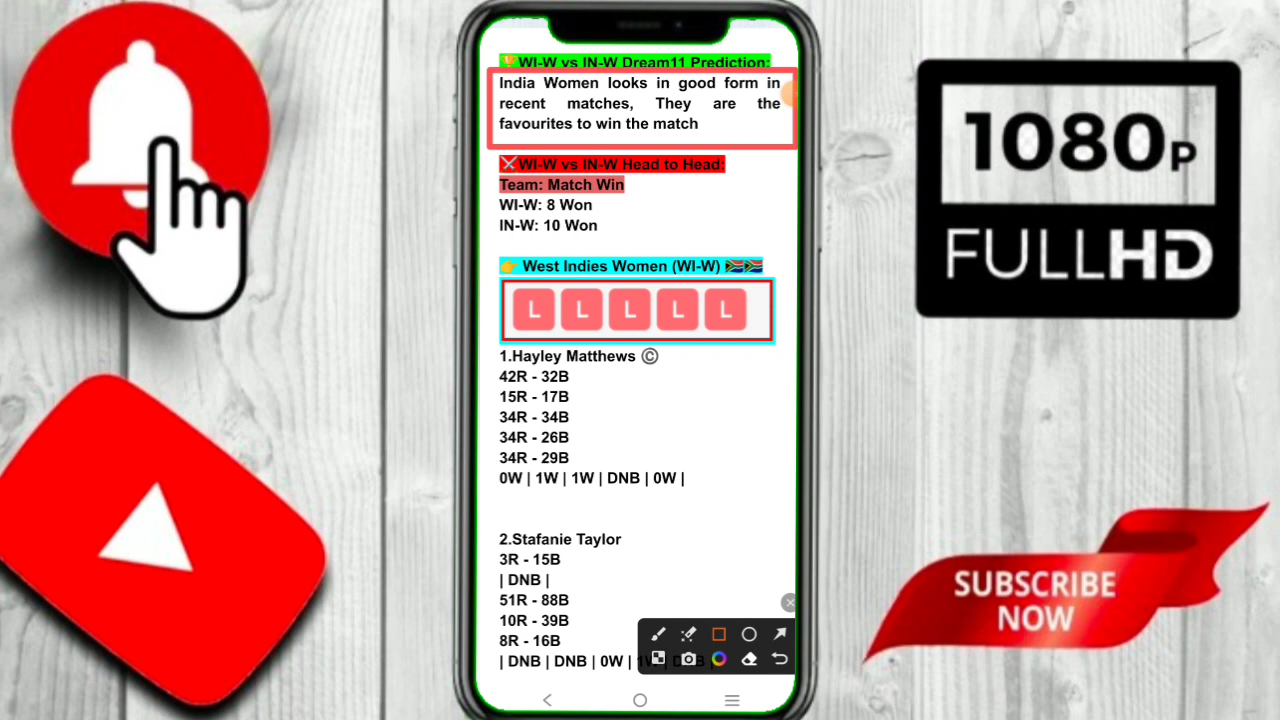 🏆WI-W vs IN-W Dream11 Prediction:
India Women looks in good form in
recent matches, They are the
favourites to win the match
⚔WI-W vs IN-W Head to Head:
Team: Match Win
WI-W: 8 Won
IN-W: 10 Won
👉 West Indies Women (WI-W) 🇿🇦🇿🇦
L L L L L
1.Hayley Matthews ©
42R - 32B
15R - 17B
34R - 34B
34R - 26B
34R - 29B
0W | 1W | 1W | DNB | 0W |
2.Stafanie Taylor
3R - 15B
| DNB |
51R - 88B
10R - 39B
8R - 16B
| DNB | DNB | 0W | 1W | DNB |
1080P
FULLHD
SUBSCRIBE
NOW